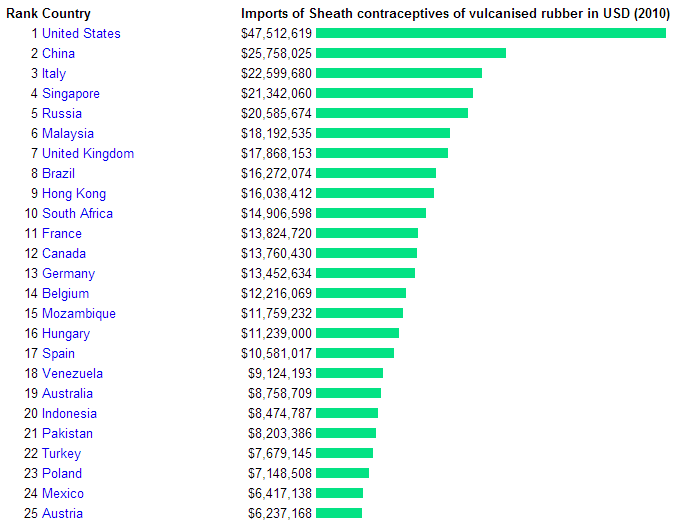 Rank Country Imports of Sheath contraceptives of vulcanised rubber in USD (2010)
1 United States $47,512,619
2 China $25,758,025
3 Italy $22,599,680
4 Singapore $21,342,060
5 Russia $20,585,674
6 Malaysia $18,192,535
7 United Kingdom $17,868,153
8 Brazil $16,272,074
9 Hong Kong $16,038,412
10 South Africa $14,906,598
11 France $13,824,720
12 Canada $13,760,430
13 Germany $13,452,634
14 Belgium $12,216,069
15 Mozambique $11,759,232
16 Hungary $11,239,000
17 Spain $10,581,017
18 Venezuela $9,124,193
19 Australia $8,758,709
20 Indonesia $8,474,787
21 Pakistan $8,203,386
22 Turkey $7,679,145
23 Poland $7,148,508
24 Mexico $6,417,138
25 Austria $6,237,168